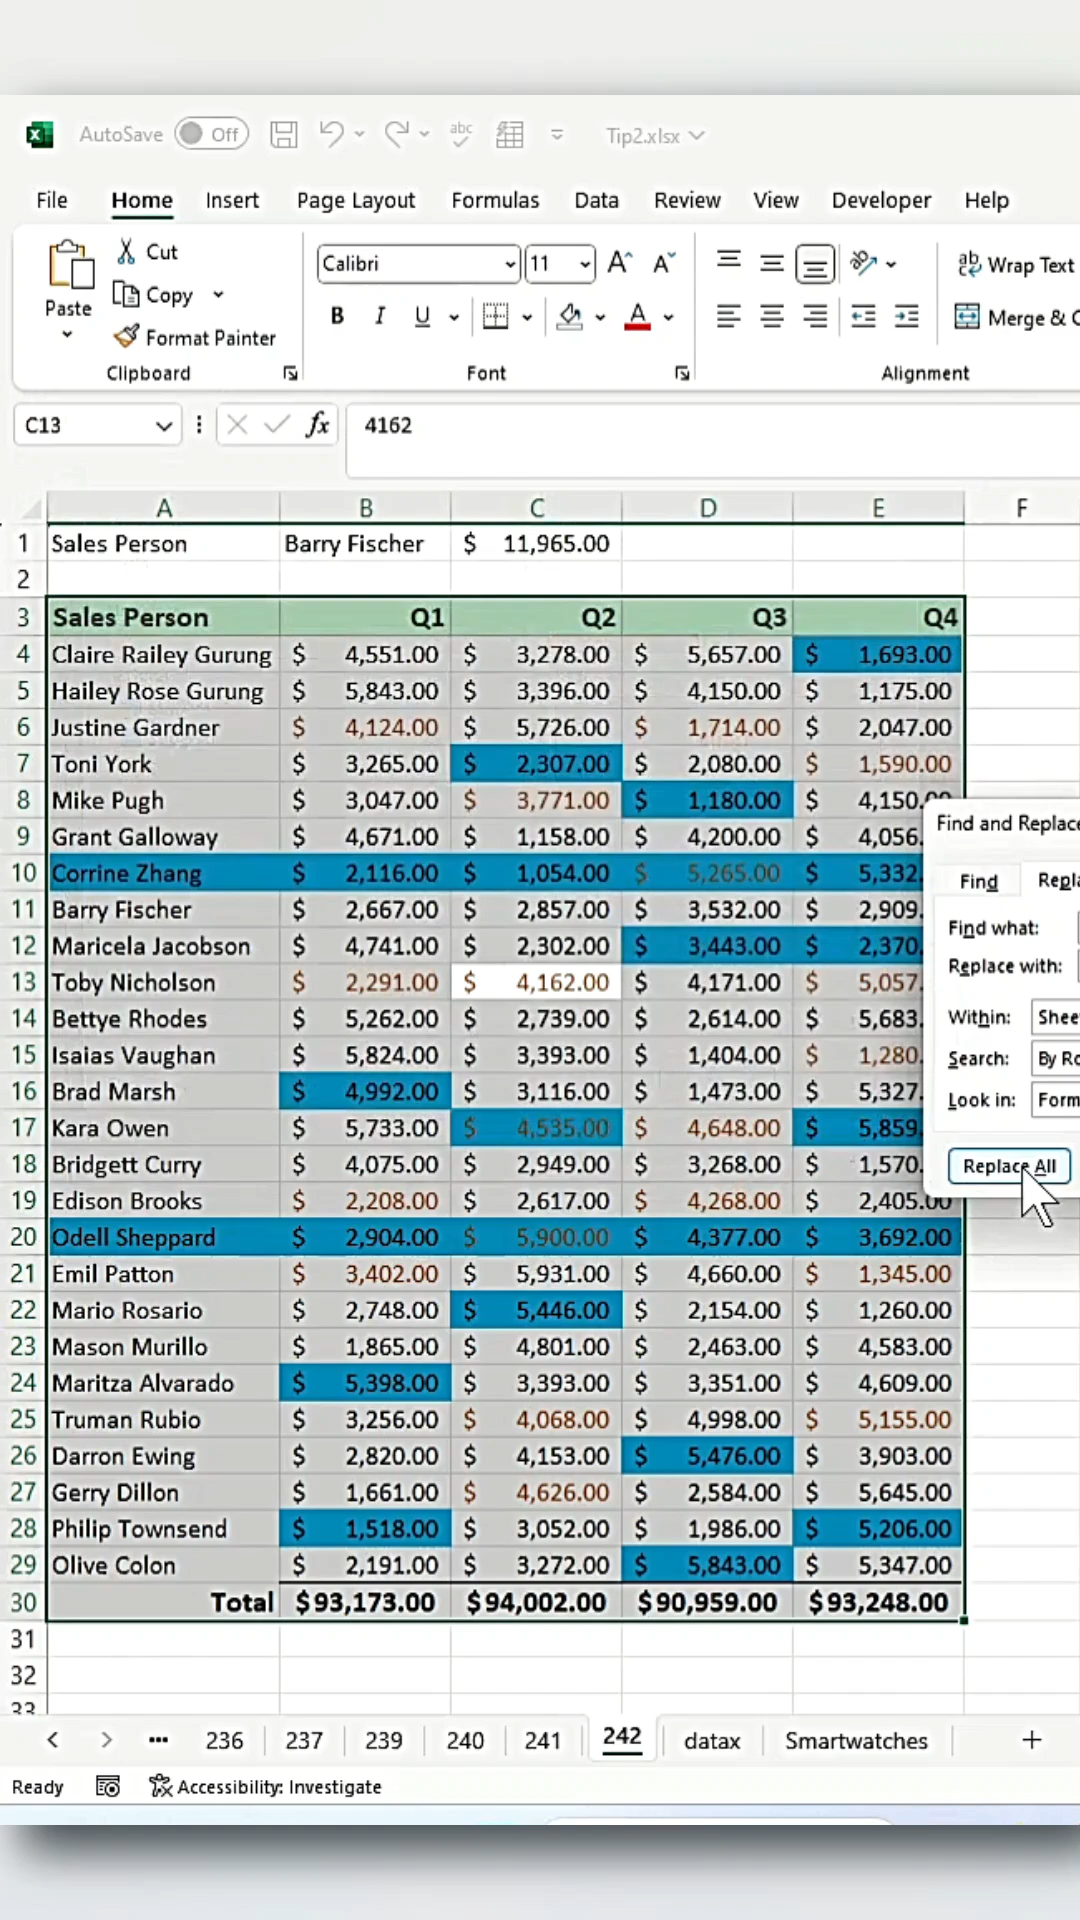 AutoSave Off Tip2.xlsx
File Home Insert Page Layout Formulas Data Review View Developer Help
Paste Cut Calibri 11 Wrap Text
Copy B I U A Merge & C
Format Painter
Clipboard Font Alignment
C13 fx 4162
A B C D E F
1 Sales Person Barry Fischer $ 11,965.00
2
3 Sales Person Q1 Q2 Q3 Q4
4 Claire Railey Gurung $ 4,551.00 $ 3,278.00 $ 5,657.00 $ 1,693.00
5 Hailey Rose Gurung $ 5,843.00 $ 3,396.00 $ 4,150.00 $ 1,175.00
6 Justine Gardner $ 4,124.00 $ 5,726.00 $ 1,714.00 $ 2,047.00
7 Toni York $ 3,265.00 $ 2,307.00 $ 2,080.00 $ 1,590.00
8 Mike Pugh $ 3,047.00 $ 3,771.00 $ 1,180.00 $ 4,150.00
9 Grant Galloway $ 4,671.00 $ 1,158.00 $ 4,200.00 $ 4,056.
10 Corrine Zhang $ 2,116.00 $ 1,054.00 $ 5,265.00 $ 5,332.
11 Barry Fischer $ 2,667.00 $ 2,857.00 $ 3,532.00 $ 2,909.
12 Maricela Jacobson $ 4,741.00 $ 2,302.00 $ 3,443.00 $ 2,370.
13 Toby Nicholson $ 2,291.00 $ 4,162.00 $ 4,171.00 $ 5,057.
14 Bettye Rhodes $ 5,262.00 $ 2,739.00 $ 2,614.00 $ 5,683.
15 Isaias Vaughan $ 5,824.00 $ 3,393.00 $ 1,404.00 $ 1,280.
16 Brad Marsh $ 4,992.00 $ 3,116.00 $ 1,473.00 $ 5,327.
17 Kara Owen $ 5,733.00 $ 4,535.00 $ 4,648.00 $ 5,859.
18 Bridgett Curry $ 4,075.00 $ 2,949.00 $ 3,268.00 $ 1,570.
19 Edison Brooks $ 2,208.00 $ 2,617.00 $ 4,268.00 $ 2,405.00
20 Odell Sheppard $ 2,904.00 $ 5,900.00 $ 4,377.00 $ 3,692.00
21 Emil Patton $ 3,402.00 $ 5,931.00 $ 4,660.00 $ 1,345.00
22 Mario Rosario $ 2,748.00 $ 5,446.00 $ 2,154.00 $ 1,260.00
23 Mason Murillo $ 1,865.00 $ 4,801.00 $ 2,463.00 $ 4,583.00
24 Maritza Alvarado $ 5,398.00 $ 3,393.00 $ 3,351.00 $ 4,609.00
25 Truman Rubio $ 3,256.00 $ 4,068.00 $ 4,998.00 $ 5,155.00
26 Darron Ewing $ 2,820.00 $ 4,153.00 $ 5,476.00 $ 3,903.00
27 Gerry Dillon $ 1,661.00 $ 4,626.00 $ 2,584.00 $ 5,645.00
28 Philip Townsend $ 1,518.00 $ 3,052.00 $ 1,986.00 $ 5,206.00
29 Olive Colon $ 2,191.00 $ 3,272.00 $ 5,843.00 $ 5,347.00
30 Total $93,173.00 $94,002.00 $90,959.00 $93,248.00
31
32
33
Find and Replace
Find Repla
Find what:
Replace with:
Within: Shee
Search: By Ro
Look in: Form
Replace All
236 237 239 240 241 242 datax Smartwatches
Ready Accessibility: Investigate